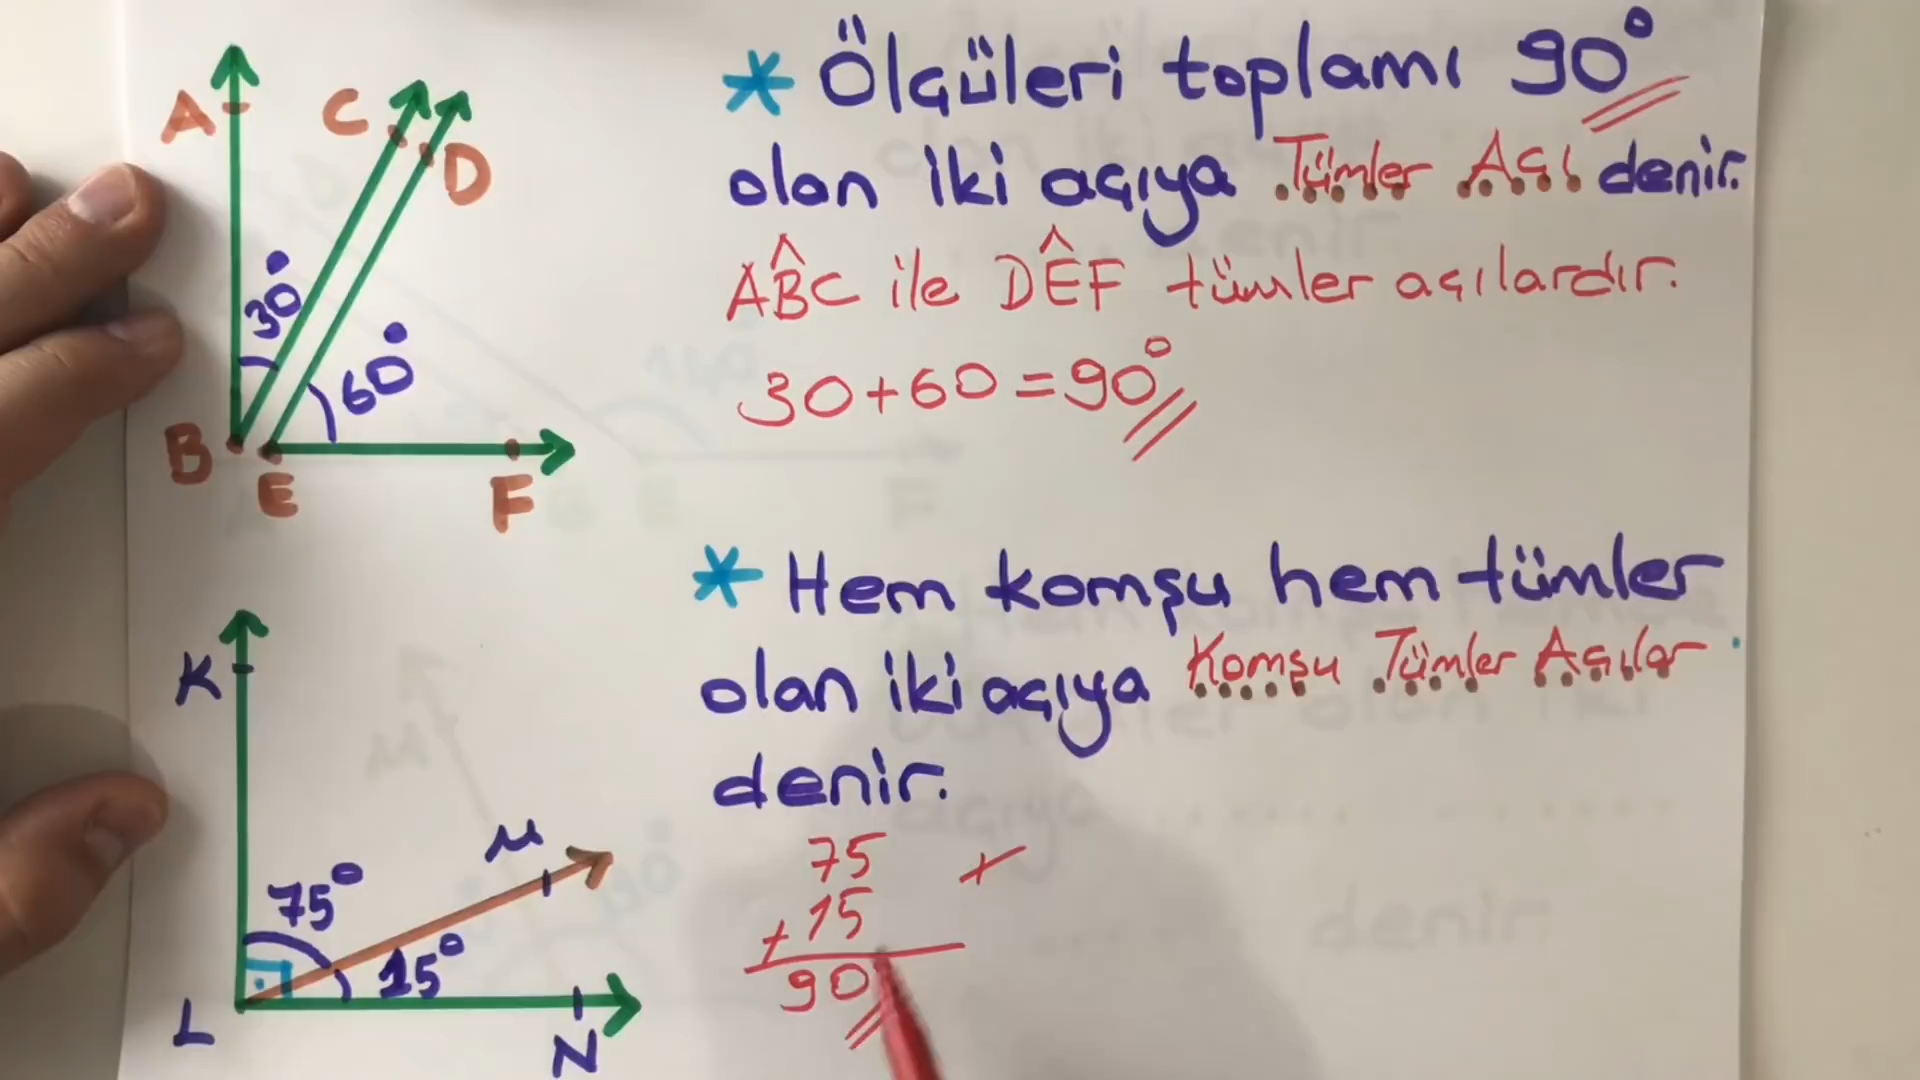 * Ölçüleri toplamı 90°
olan iki açıya Tümler Açı denir.
ABC ile DEF tümler açılardır.
30+60=90°
A
C
D
30°
60°
B
E
F
* Hem komşu hem tümler
olan iki açıya Komşu Tümler Açılar
denir.
75
+ 15
90
+
K
M
75°
15°
L
N